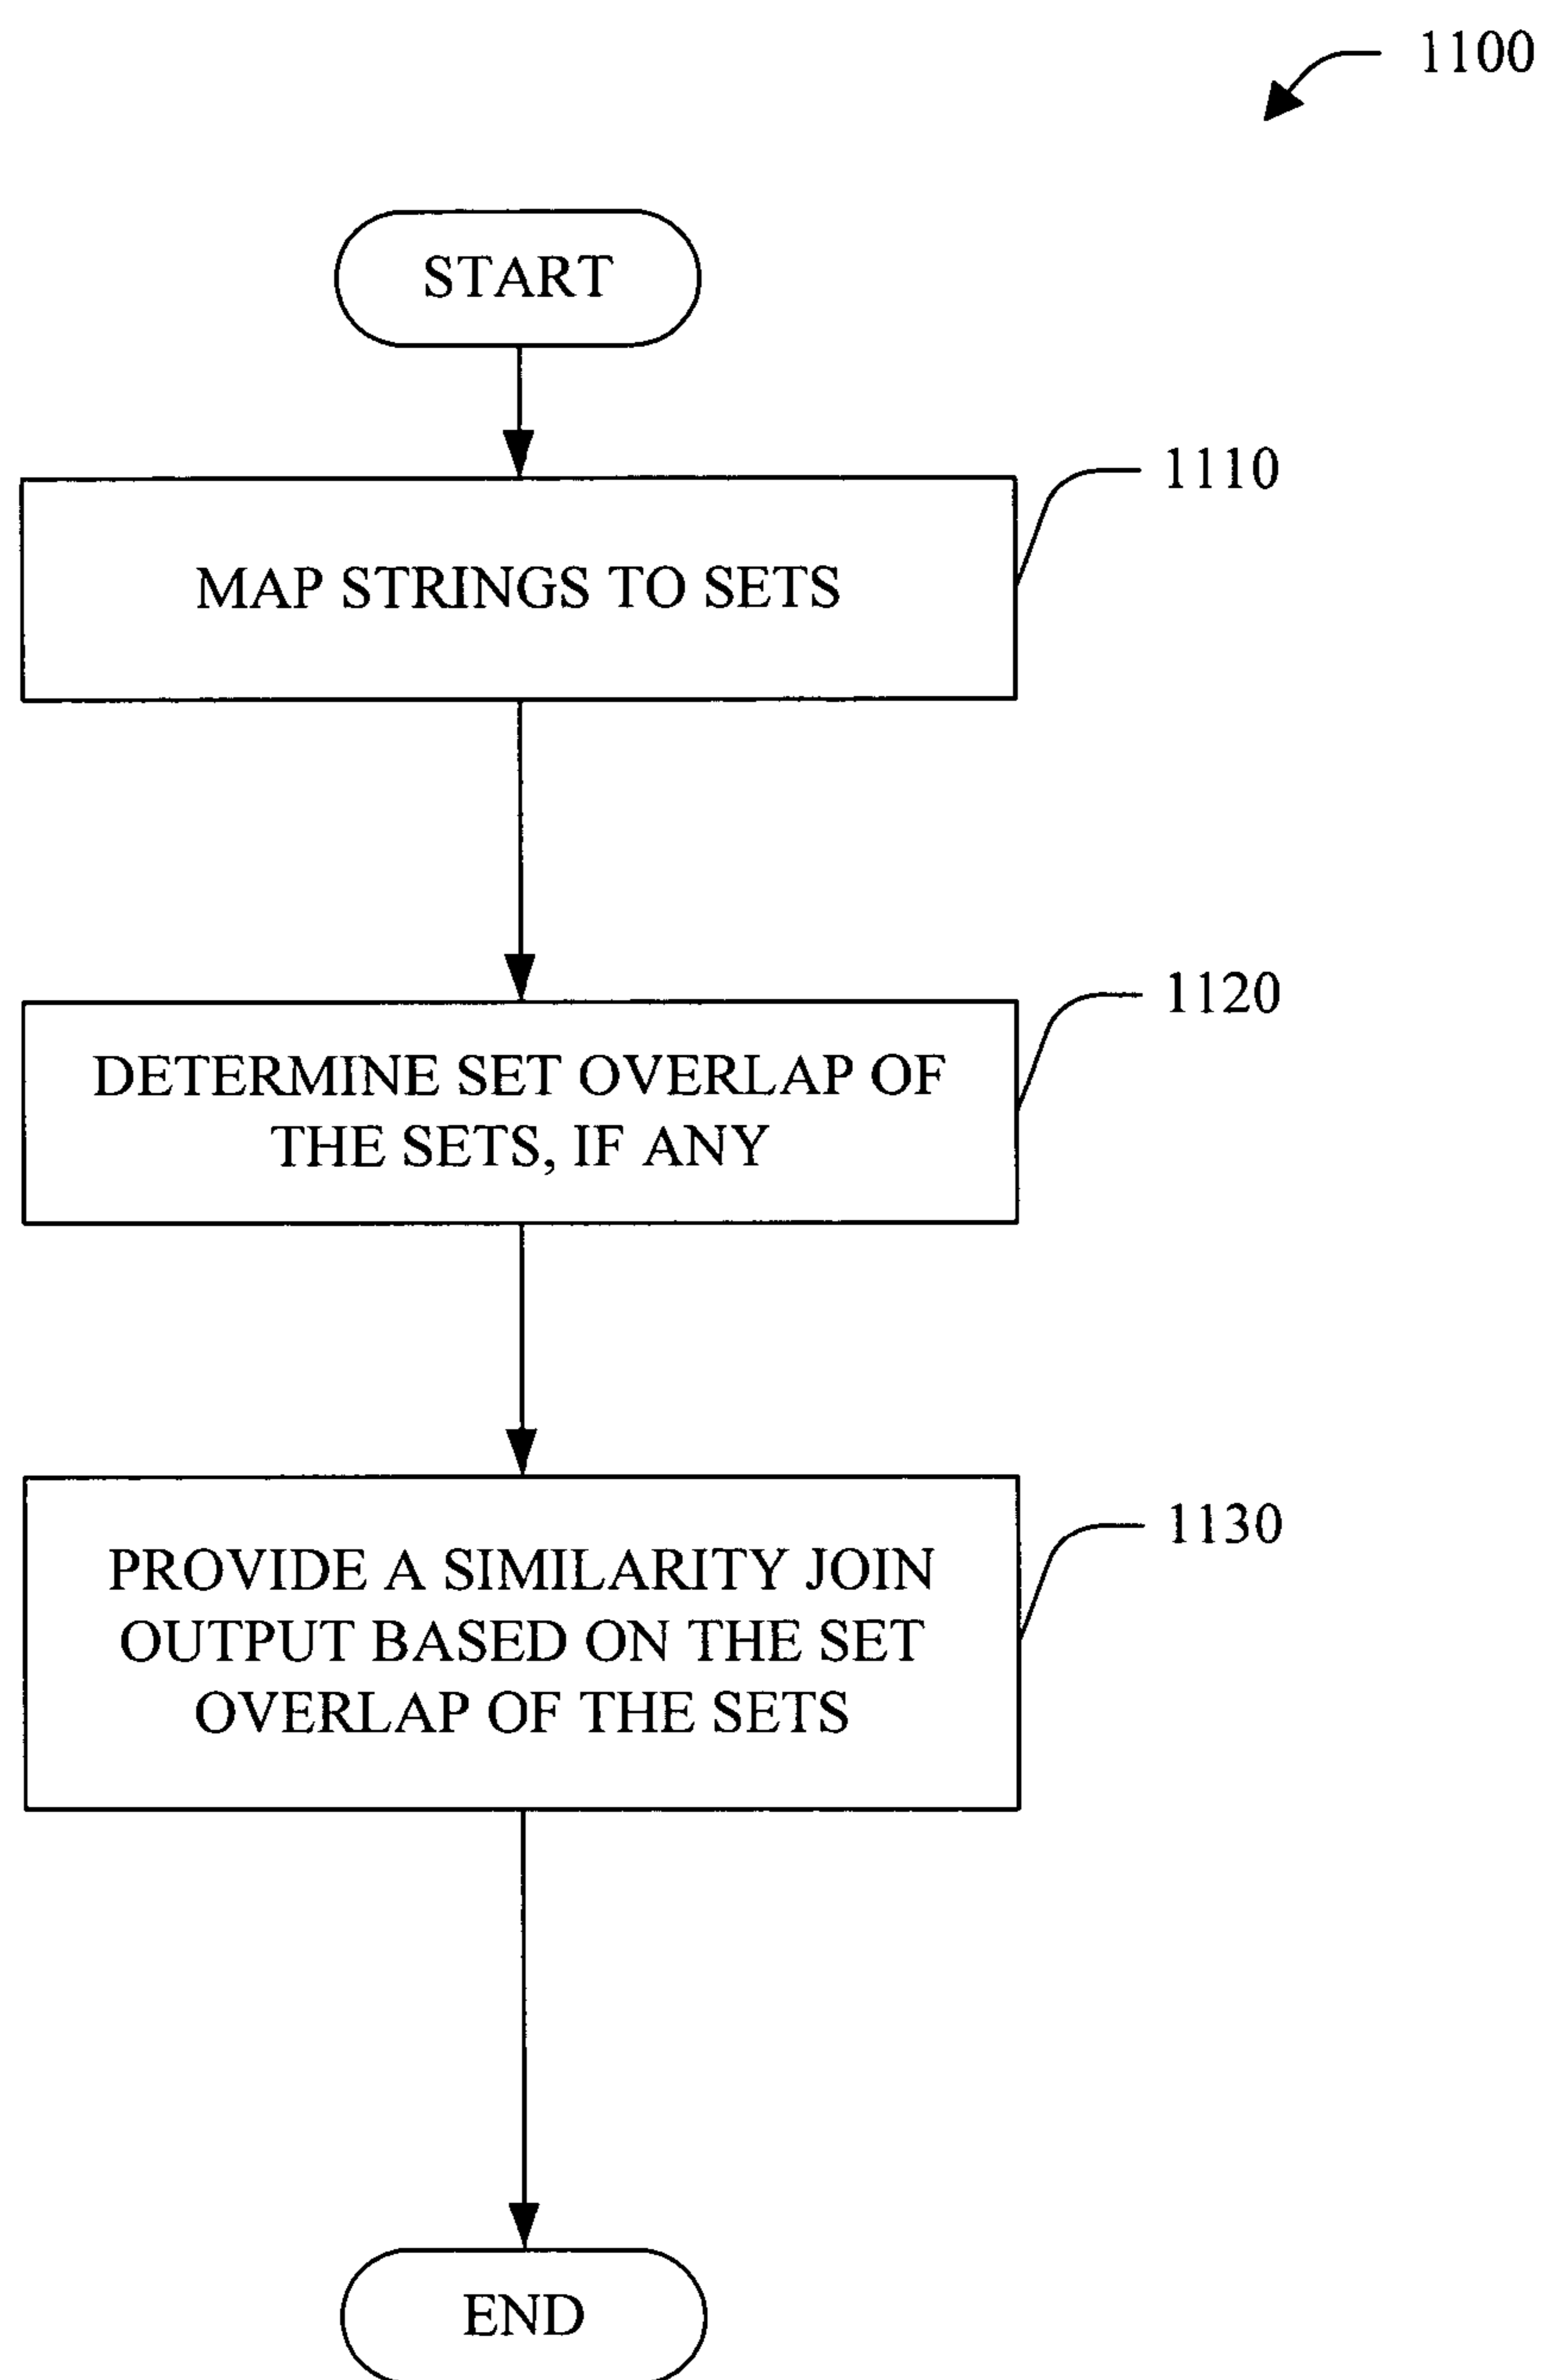 1100
START
1110
MAP STRINGS TO SETS
1120
DETERMINE SET OVERLAP OF
THE SETS, IF ANY
1130
PROVIDE A SIMILARITY JOIN
OUTPUT BASED ON THE SET
OVERLAP OF THE SETS
END